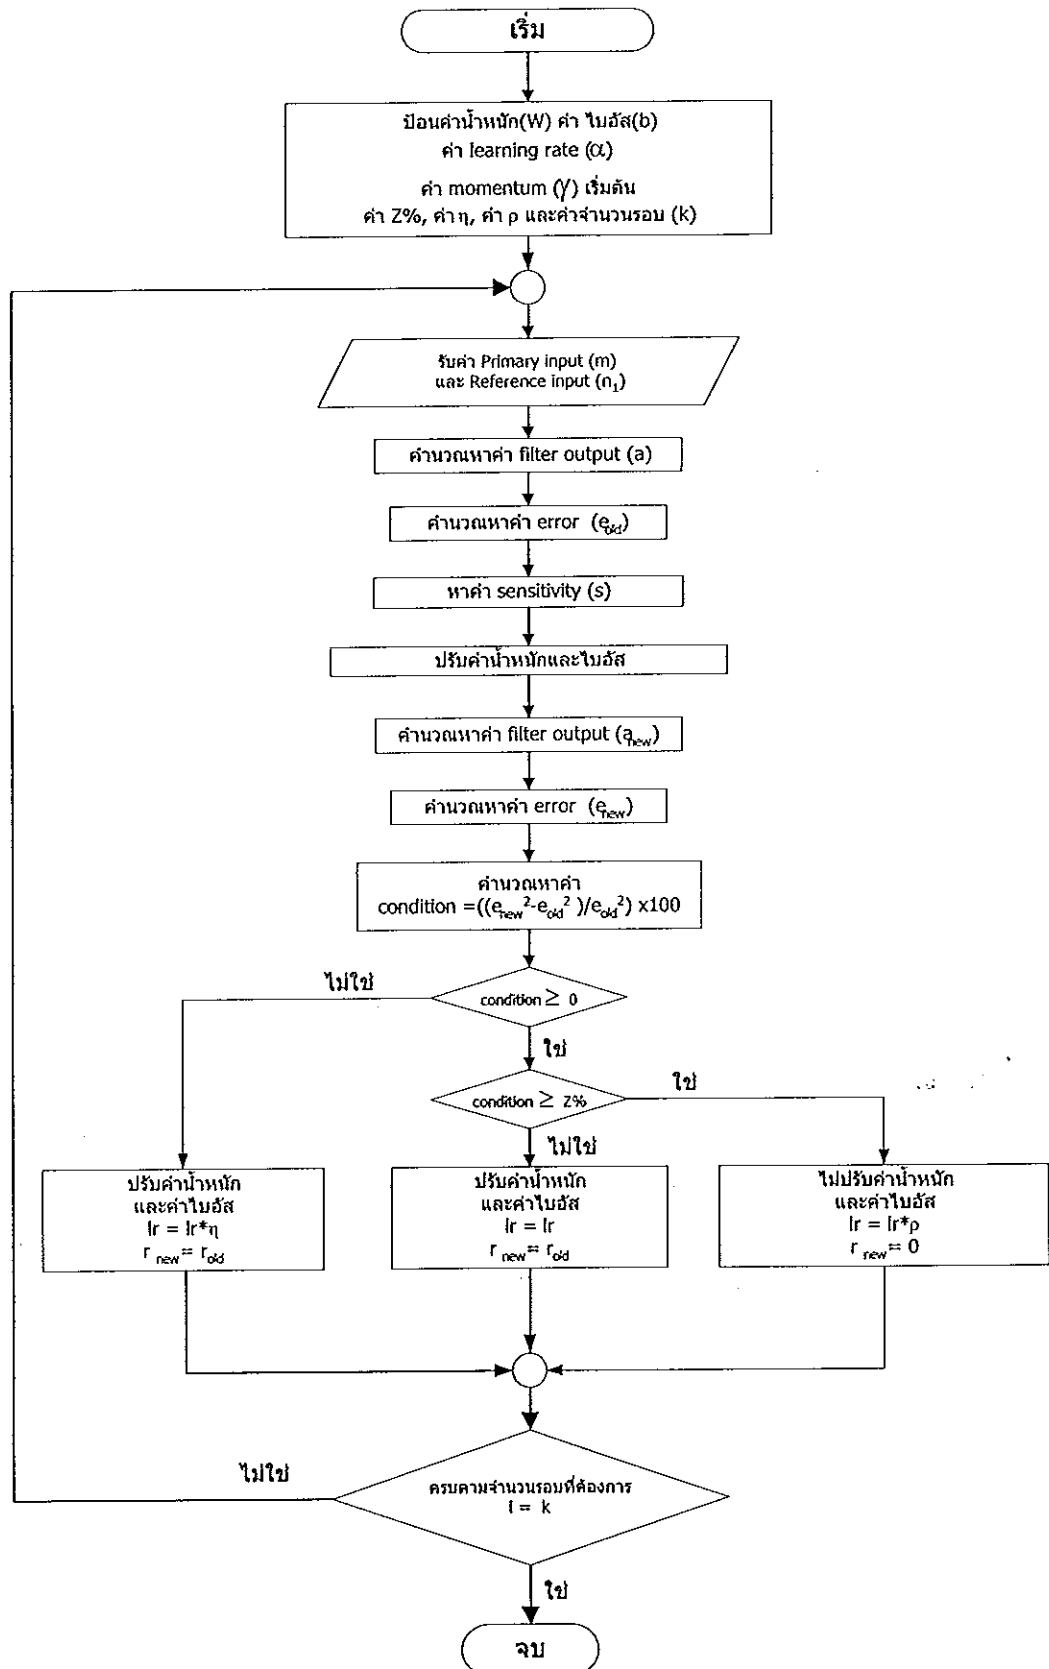 เริ่ม
ป้อนค่าน้ำหนัก(W) ค่า ไบอัส(b)
ค่า learning rate (α)
ค่า momentum (γ) เริ่มต้น
ค่า Z%, ค่า η, ค่า ρ และค่าจำนวนรอบ (k)
รับค่า Primary input (m)
และ Reference input (n₁)
คำนวณหาค่า filter output (a)
คำนวณหาค่า error (e_old)
หาค่า sensitivity (s)
ปรับค่าน้ำหนักและไบอัส
คำนวณหาค่า filter output (a_new)
คำนวณหาค่า error (e_new)
คำนวณหาค่า
condition =((e_new²-e_old² )/e_old²) x100
ไม่ใช่
condition ≥ 0
ใช่
condition ≥ Z%
ใช่
ไม่ใช่
ปรับค่าน้ำหนัก
และค่าไบอัส
lr = lr*η
r_new = r_old
ปรับค่าน้ำหนัก
และค่าไบอัส
lr = lr
r_new = r_old
ไม่ปรับค่าน้ำหนัก
และค่าไบอัส
lr = lr*ρ
r_new = 0
ไม่ใช่
ครบตามจำนวนรอบที่ต้องการ
i = k
ใช่
จบ